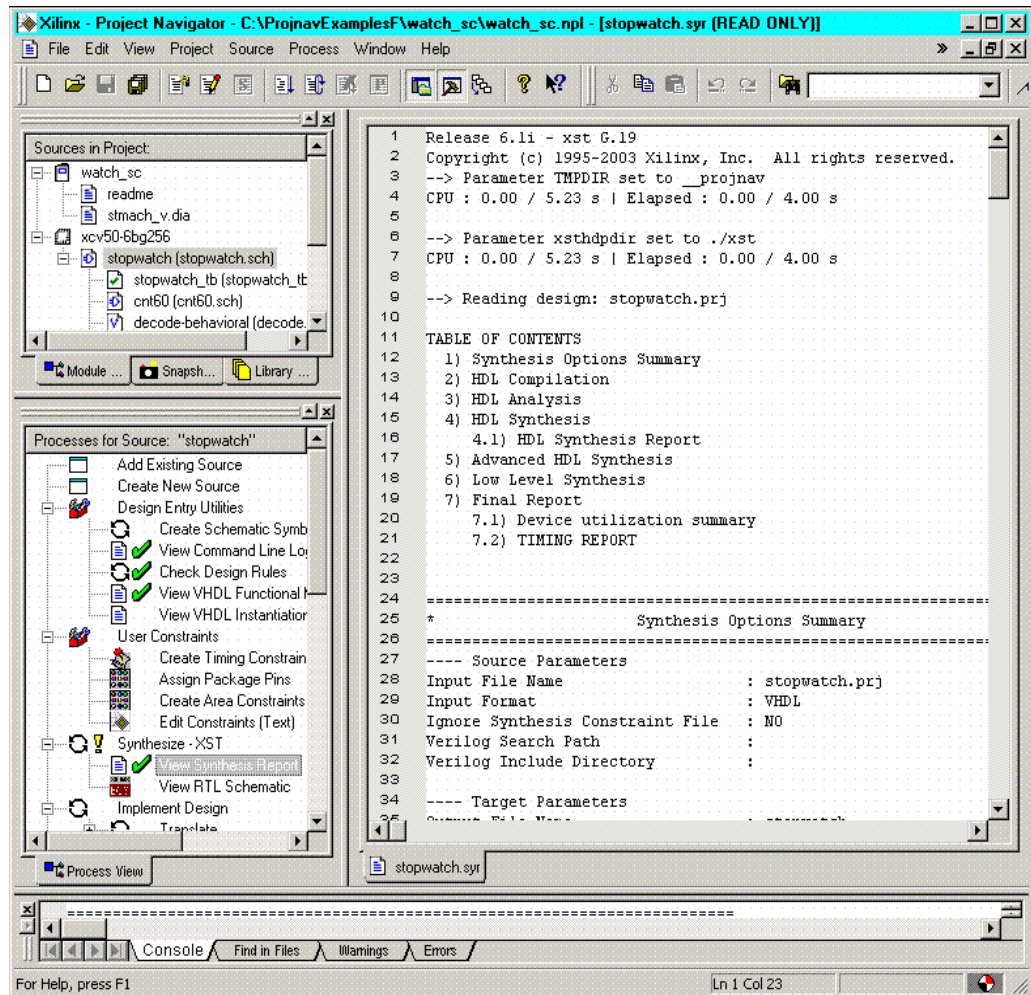 Xilinx - Project Navigator - C:\ProjnavExamplesF\watch_sc\watch_sc.npl - [stopwatch.syr (READ ONLY)]
File Edit View Project Source Process Window Help
Sources in Project:
watch_sc
readme
stmach_v.dia
xcv50-6bg256
stopwatch (stopwatch.sch)
stopwatch_tb (stopwatch_tb
cnt60 (cnt60.sch)
decode-behavioral (decode.
Module ... Snapsh... Library ...
Processes for Source: "stopwatch"
Add Existing Source
Create New Source
Design Entry Utilities
Create Schematic Symb
View Command Line Log
Check Design Rules
View VHDL Functional
View VHDL Instantiation
User Constraints
Create Timing Constrain
Assign Package Pins
Create Area Constraints
Edit Constraints (Text)
Synthesize - XST
View Synthesis Report
View RTL Schematic
Implement Design
Translate
Process View
1 Release 6.1i - xst G.19
2 Copyright (c) 1995-2003 Xilinx, Inc. All rights reserved.
3 --> Parameter TMPDIR set to __projnav
4 CPU : 0.00 / 5.23 s | Elapsed : 0.00 / 4.00 s
5
6 --> Parameter xsthdpdir set to ./xst
7 CPU : 0.00 / 5.23 s | Elapsed : 0.00 / 4.00 s
8
9 --> Reading design: stopwatch.prj
10
11 TABLE OF CONTENTS
12 1) Synthesis Options Summary
13 2) HDL Compilation
14 3) HDL Analysis
15 4) HDL Synthesis
16 4.1) HDL Synthesis Report
17 5) Advanced HDL Synthesis
18 6) Low Level Synthesis
19 7) Final Report
20 7.1) Device utilization summary
21 7.2) TIMING REPORT
22
23
24 =========================================================================
25 * Synthesis Options Summary
26 =========================================================================
27 ---- Source Parameters
28 Input File Name : stopwatch.prj
29 Input Format : VHDL
30 Ignore Synthesis Constraint File : NO
31 Verilog Search Path :
32 Verilog Include Directory :
33
34 ---- Target Parameters
35 Output File Name : stopwatch
stopwatch.syr
=========================================================================
Console Find in Files Warnings Errors
For Help, press F1
Ln 1 Col 23